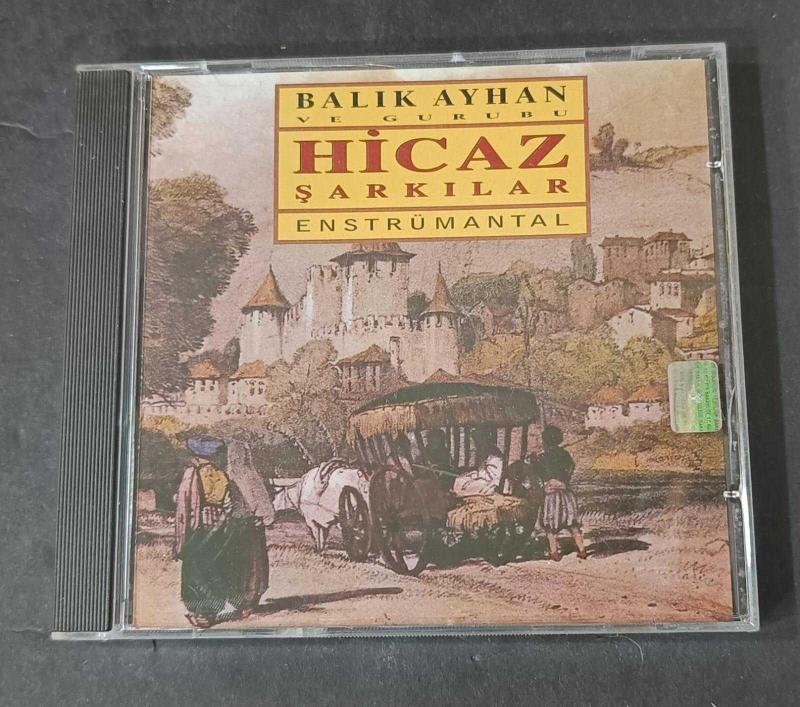 BALIK AYHAN
VE GURUBU
HİCAZ
ŞARKILAR
ENSTRÜMANTAL